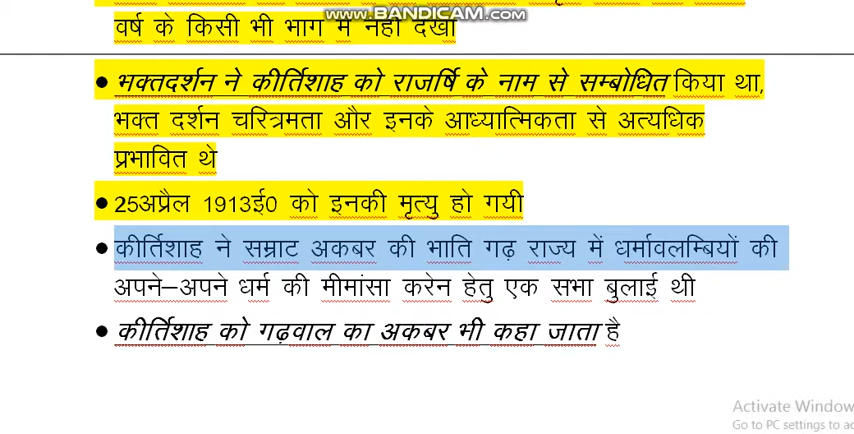 www.BANDICAM.com
वर्ष के किसी भी भाग में नहीं देखा
● भक्तदर्शन ने कीर्तिशाह को राजर्षि के नाम से सम्बोधित किया था,
भक्त दर्शन चरित्रमता और इनके आध्यात्मिकता से अत्यधिक
प्रभावित थे
● 25अप्रैल 1913ई0 को इनकी मृत्यु हो गयी
● कीर्तिशाह ने सम्राट अकबर की भाति गढ़ राज्य में धर्मावलम्बियों की
अपने–अपने धर्म की मीमांसा करेन हेतु एक सभा बुलाई थी
● कीर्तिशाह को गढ़वाल का अकबर भी कहा जाता है
Activate Window
Go to PC settings to ac